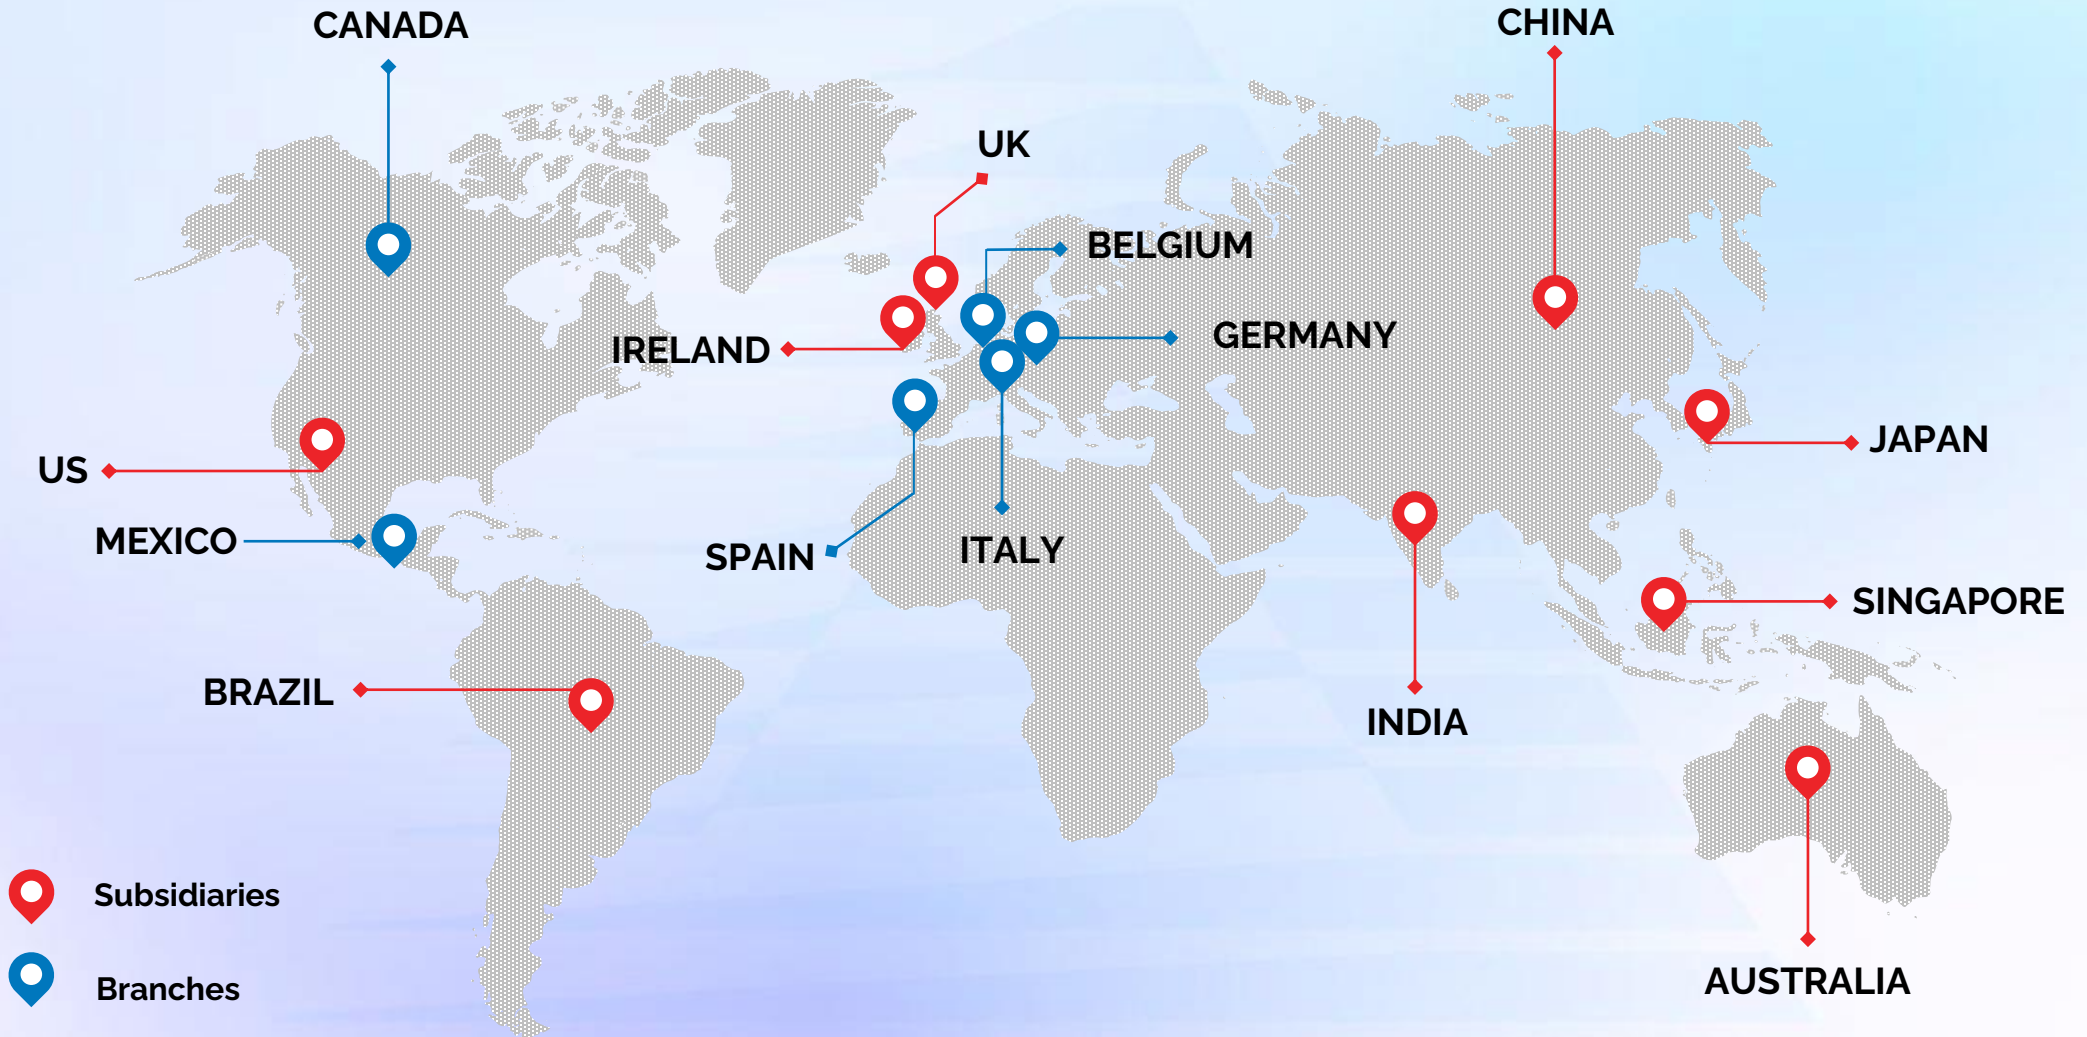 CANADA
CHINA
UK
BELGIUM
GERMANY
IRELAND
JAPAN
US
MEXICO
SPAIN
ITALY
SINGAPORE
BRAZIL
INDIA
Subsidiaries
Branches
AUSTRALIA